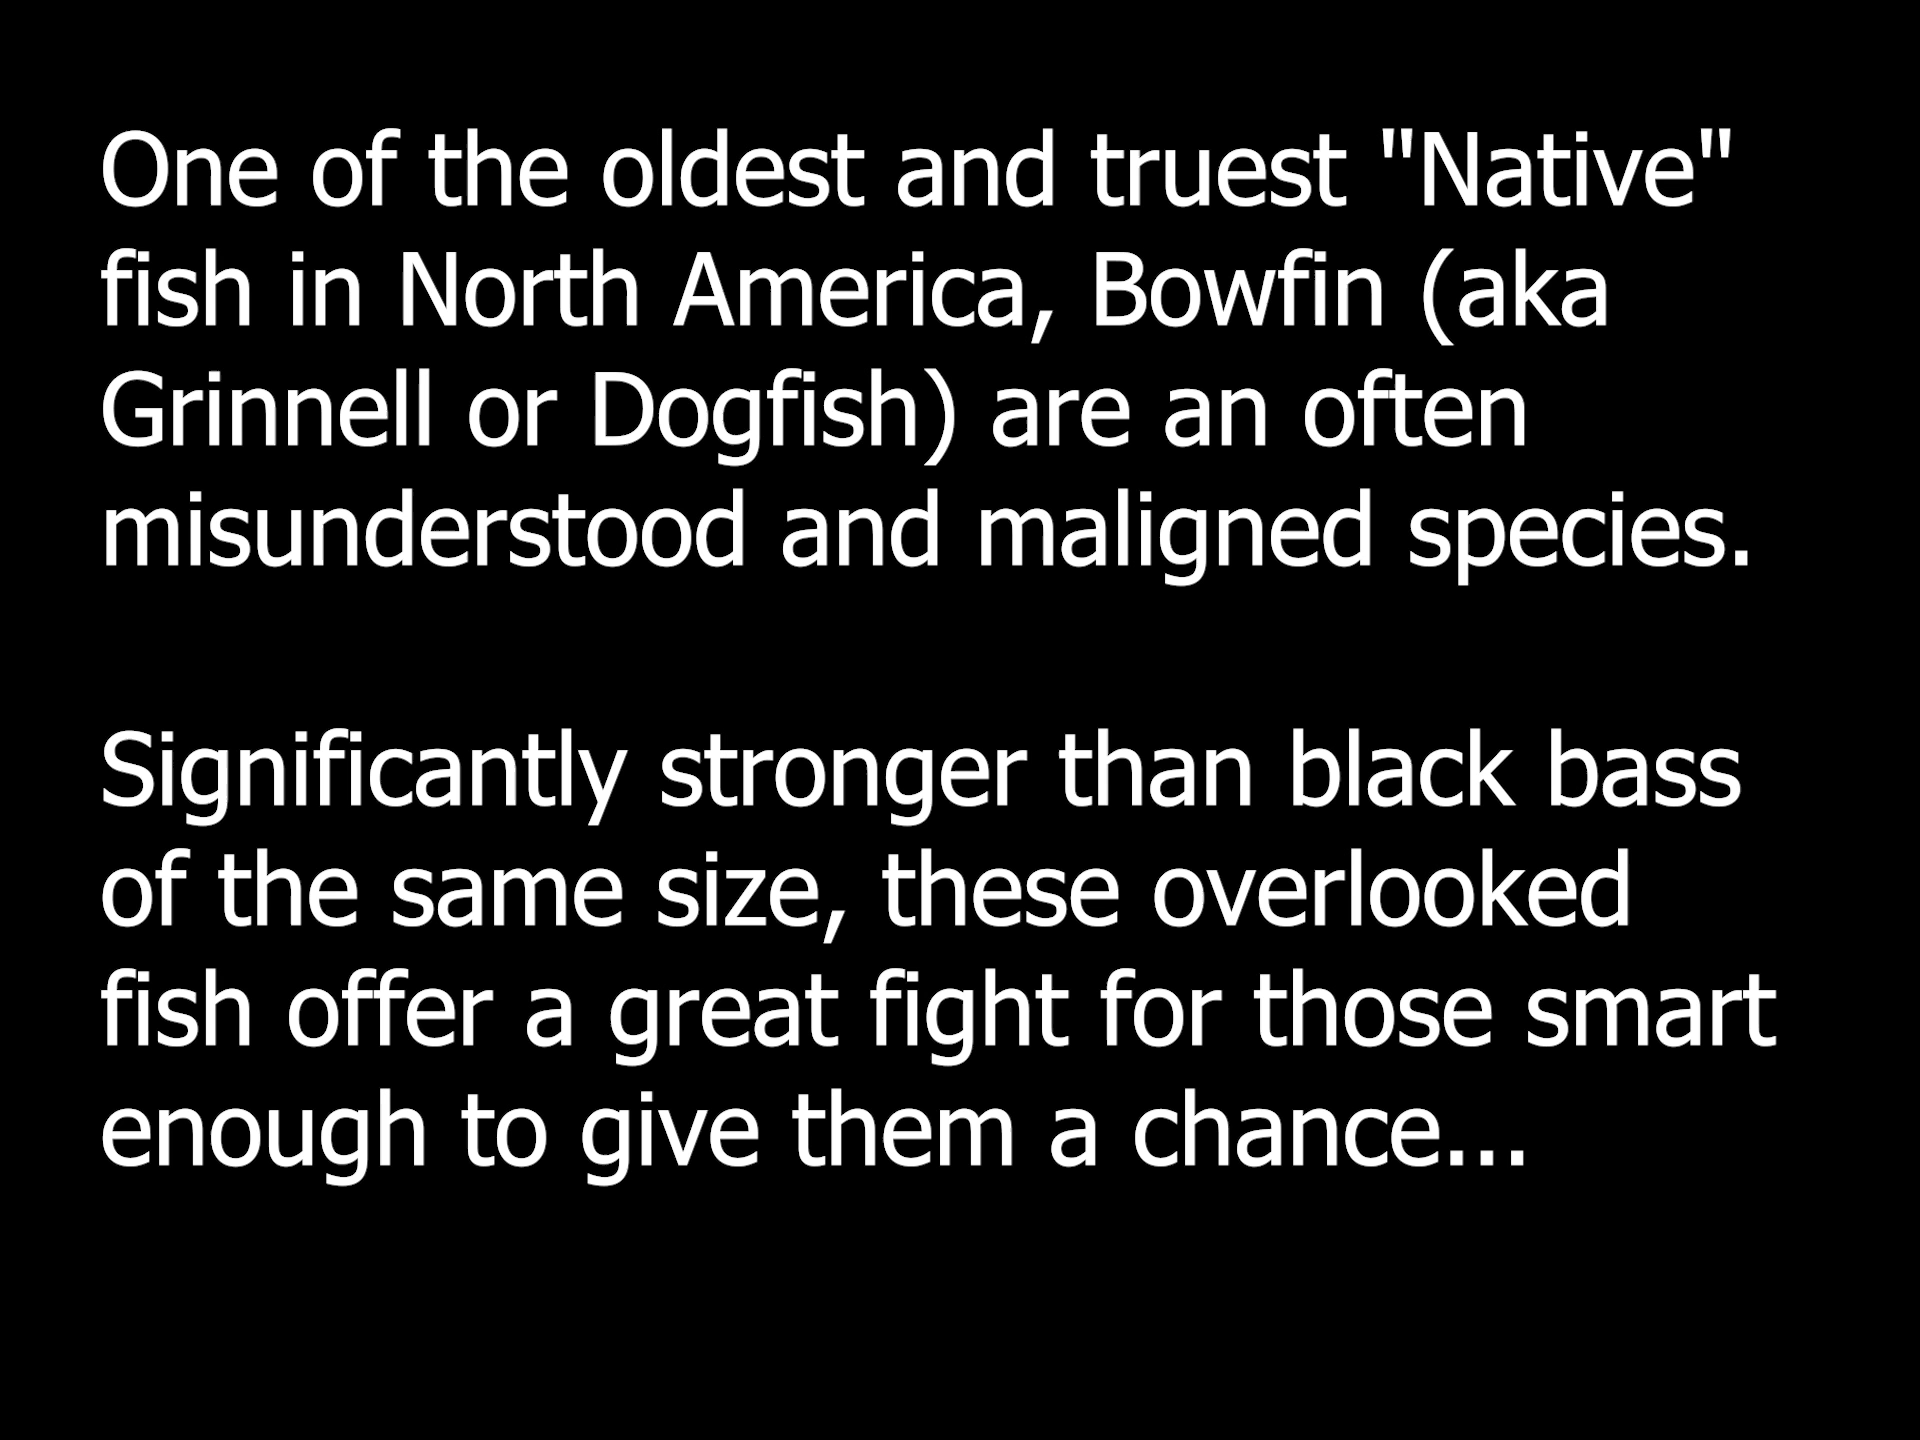 One of the oldest and truest "Native"
fish in North America, Bowfin (aka
Grinnell or Dogfish) are an often
misunderstood and maligned species.
Significantly stronger than black bass
of the same size, these overlooked
fish offer a great fight for those smart
enough to give them a chance...